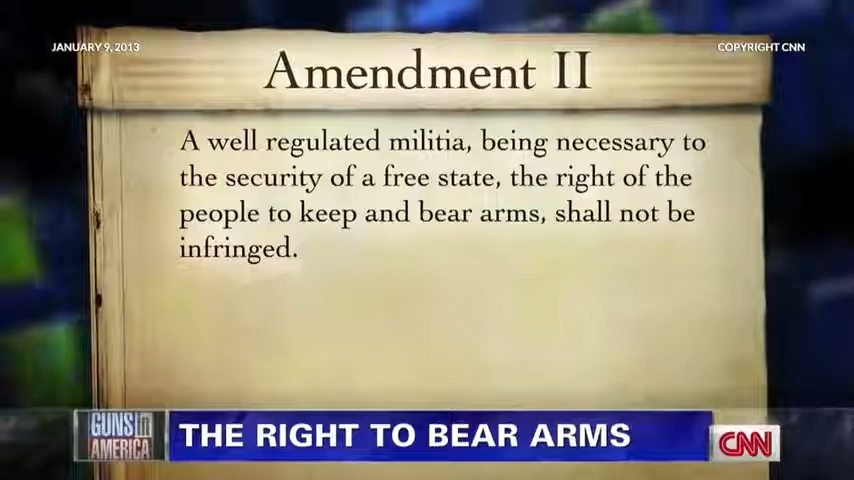 JANUARY 9, 2013
COPYRIGHT CNN
Amendment II
A well regulated militia, being necessary to
the security of a free state, the right of the
people to keep and bear arms, shall not be
infringed.
GUNS in
AMERICA
THE RIGHT TO BEAR ARMS
CNN